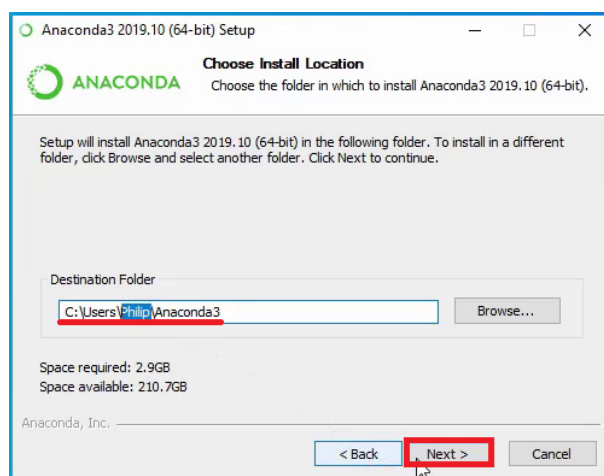 Anaconda3 2019.10 (64-bit) Setup
Choose Install Location
ANACONDA
Choose the folder in which to install Anaconda3 2019.10 (64-bit).
Setup will install Anaconda3 2019.10 (64-bit) in the following folder. To install in a different
folder, click Browse and select another folder. Click Next to continue.
Destination Folder
C:\Users\Philip\Anaconda3
Browse...
Space required: 2.9GB
Space available: 210.7GB
Anaconda, Inc.
< Back
Next >
Cancel